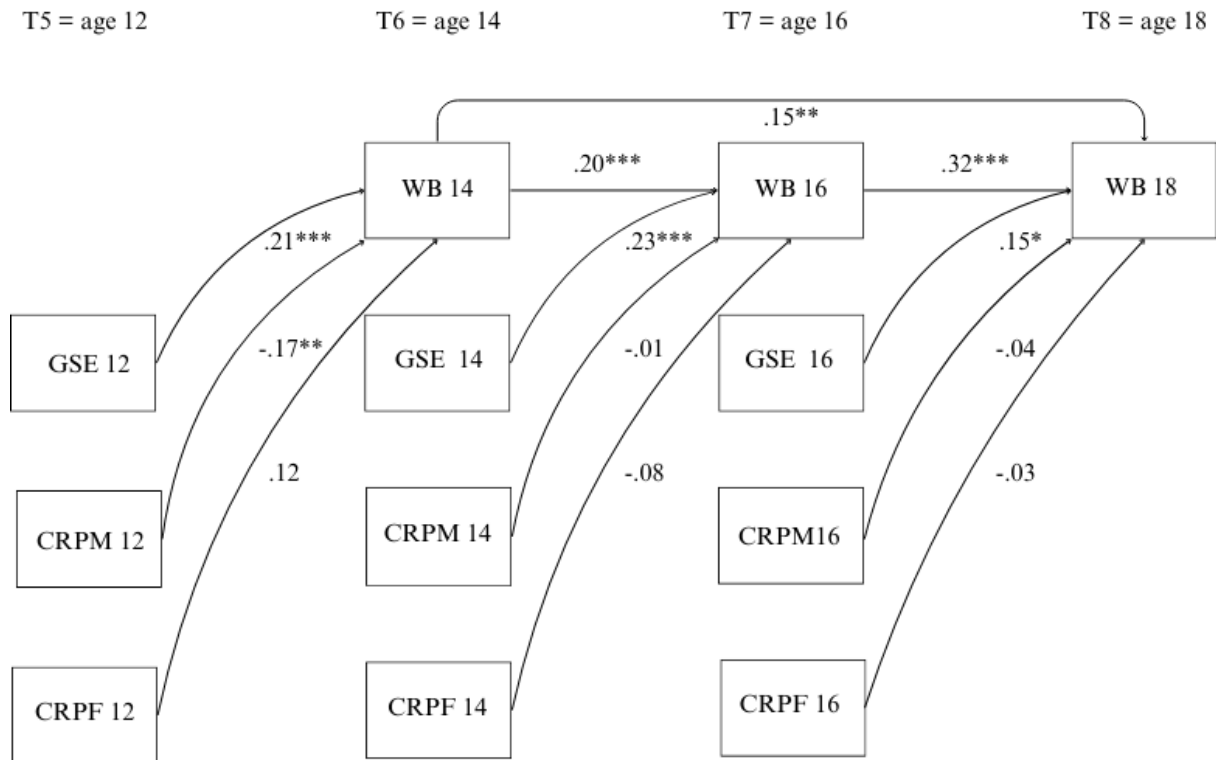 T5 = age 12 T6 = age 14 T7 = age 16 T8 = age 18
.15**
.20*** .32***
WB 14 WB 16 WB 18
.21*** .23*** .15*
-.17** -.01 -.04
GSE 12 GSE 14 GSE 16
.12 -.08 -.03
CRPM 12 CRPM 14 CRPM16
CRPF 12 CRPF 14 CRPF 16